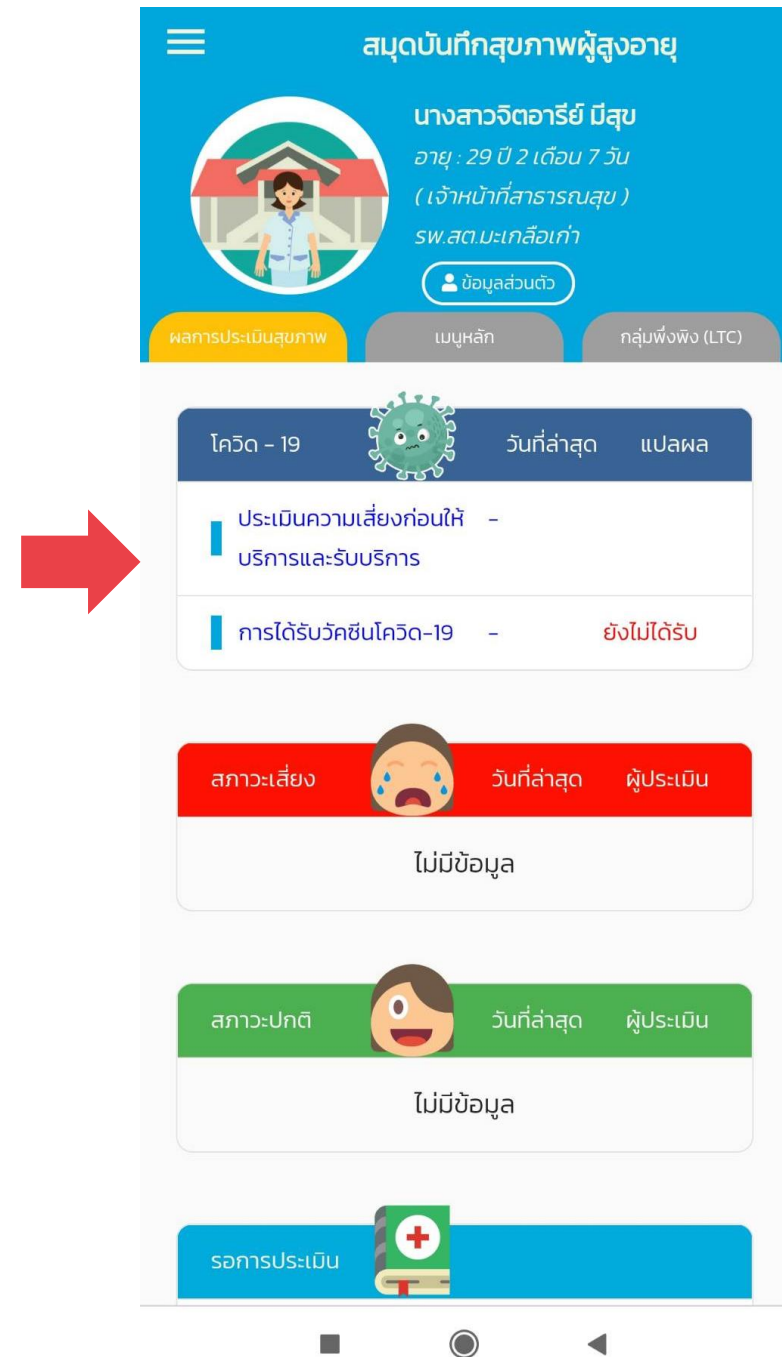 สมุดบันทึกสุขภาพผู้สูงอายุ
นางสาวจิตอารีย์ มีสุข
อายุ : 29 ปี 2 เดือน 7 วัน
( เจ้าหน้าที่สาธารณสุข )
รพ.สต.มะเกลือเก่า
ข้อมูลส่วนตัว
ผลการประเมินสุขภาพ เมนูหลัก กลุ่มพึ่งพิง (LTC)
โควิด - 19 วันที่ล่าสุด แปลผล
ประเมินความเสี่ยงก่อนให้ -
บริการและรับบริการ
การได้รับวัคซีนโควิด-19 - ยังไม่ได้รับ
สภาวะเสี่ยง วันที่ล่าสุด ผู้ประเมิน
ไม่มีข้อมูล
สภาวะปกติ วันที่ล่าสุด ผู้ประเมิน
ไม่มีข้อมูล
รอการประเมิน